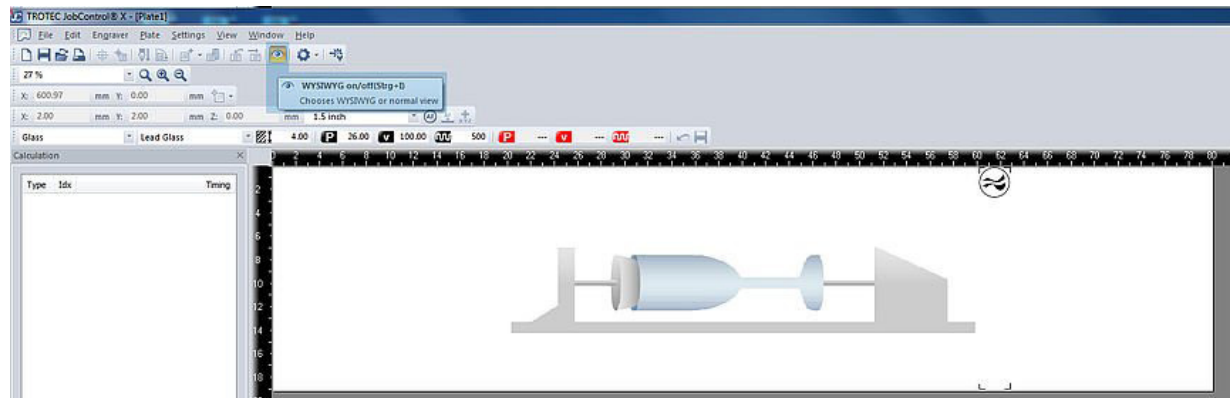 TROTEC JobControl® X - [Plate1]
File Edit Engraver Plate Settings View Window Help
27 %
WYSIWYG on/off(Strg+I)
Chooses WYSIWYG or normal view
X: 600.97 mm Y: 0.00 mm
X: 2.00 mm Y: 2.00 mm Z: 0.00 mm 1.5 inch
AF
Glass Lead Glass 4.00 P 26.00 v 100.00 500 P --- v --- ---
Calculation
0 2 4 6 8 10 12 14 16 18 20 22 24 26 28 30 32 34 36 38 40 42 44 46 48 50 52 54 56 58 60 62 64 66 68 70 72 74 76 78 80
Type Idx Timing
2
4
6
8
10
12
14
16
18